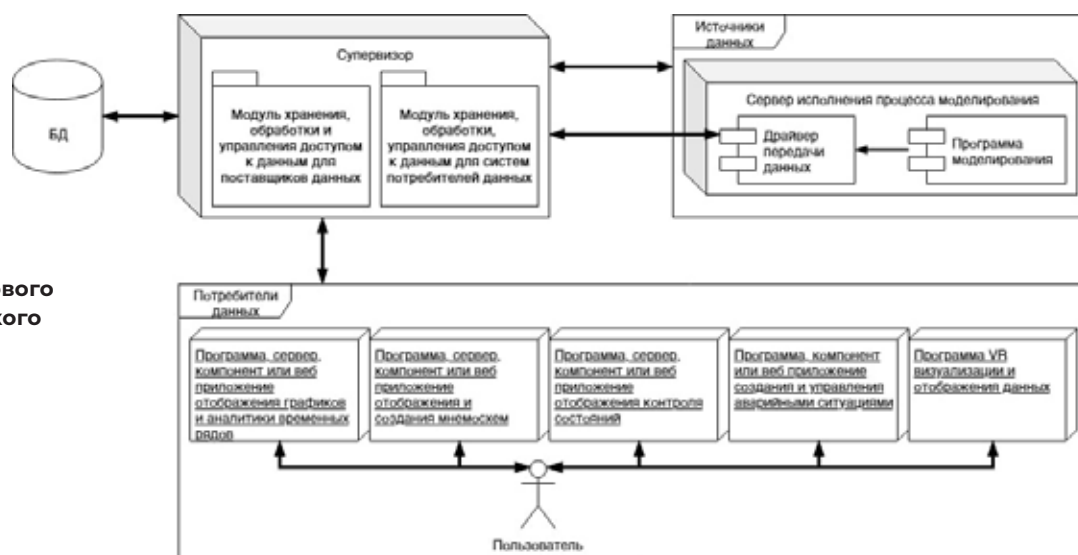 БД
Супервизор
Модуль хранения,
обработки и
управления доступом
к данным для
поставщиков данных
Модуль хранения,
обработки,
управления доступом
к данным для систем
потребителей данных
Источники
данных
Сервер исполнения процесса моделирования
Драйвер
передачи
данных
Программа
моделирования
вого
кого
Потребители
данных
Программа, сервер,
компонент или веб
приложение
отображения графиков
и аналитики временных
рядов
Программа, сервер,
компонент или веб
приложение
отображения и
создания мнемосхем
Программа, сервер,
компонент или веб
приложение
отображения контроля
состояний
Программа, компонент
или веб приложение
создания и управления
аварийными ситуациями
Программа VR
визуализации и
отображения данных
Пользователь